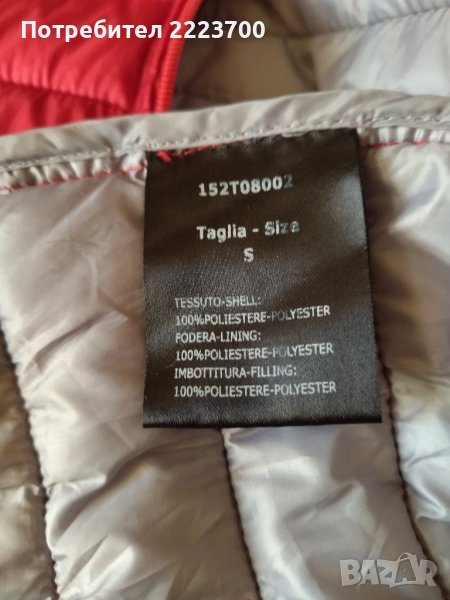 Потребител 2223700
152T08002
Taglia - Size
S
TESSUTO-SHELL:
100%POLIESTERE-POLYESTER
FODERA-LINING:
100%POLIESTERE-POLYESTER
IMBOTTITURA-FILLING:
100%POLIESTERE-POLYESTER
BAZAR